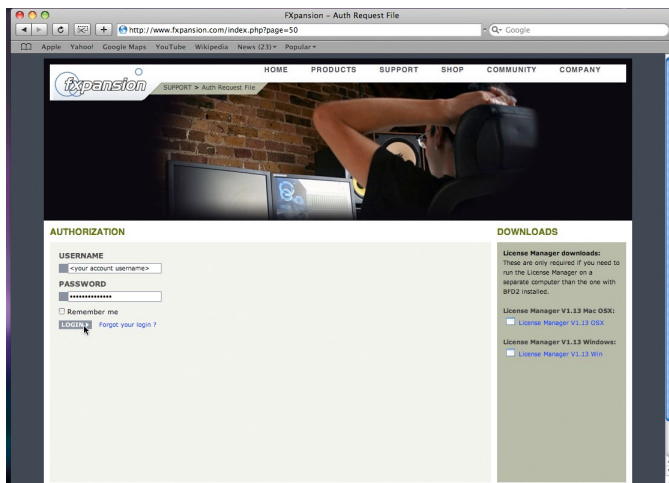 FXpansion – Auth Request File
http://www.fxpansion.com/index.php?page=50
Google
Apple Yahoo! Google Maps YouTube Wikipedia News (23) Popular
HOME PRODUCTS SUPPORT SHOP COMMUNITY COMPANY
fxpansion
SUPPORT > Auth Request File
AUTHORIZATION
USERNAME
<your account username>
PASSWORD
Remember me
LOGIN
Forgot your login ?
DOWNLOADS
License Manager downloads:
These are only required if you need to
run the License Manager on a
separate computer than the one with
BFD2 installed.
License Manager V1.13 Mac OSX:
License Manager V1.13 OSX
License Manager V1.13 Windows:
License Manager V1.13 Win